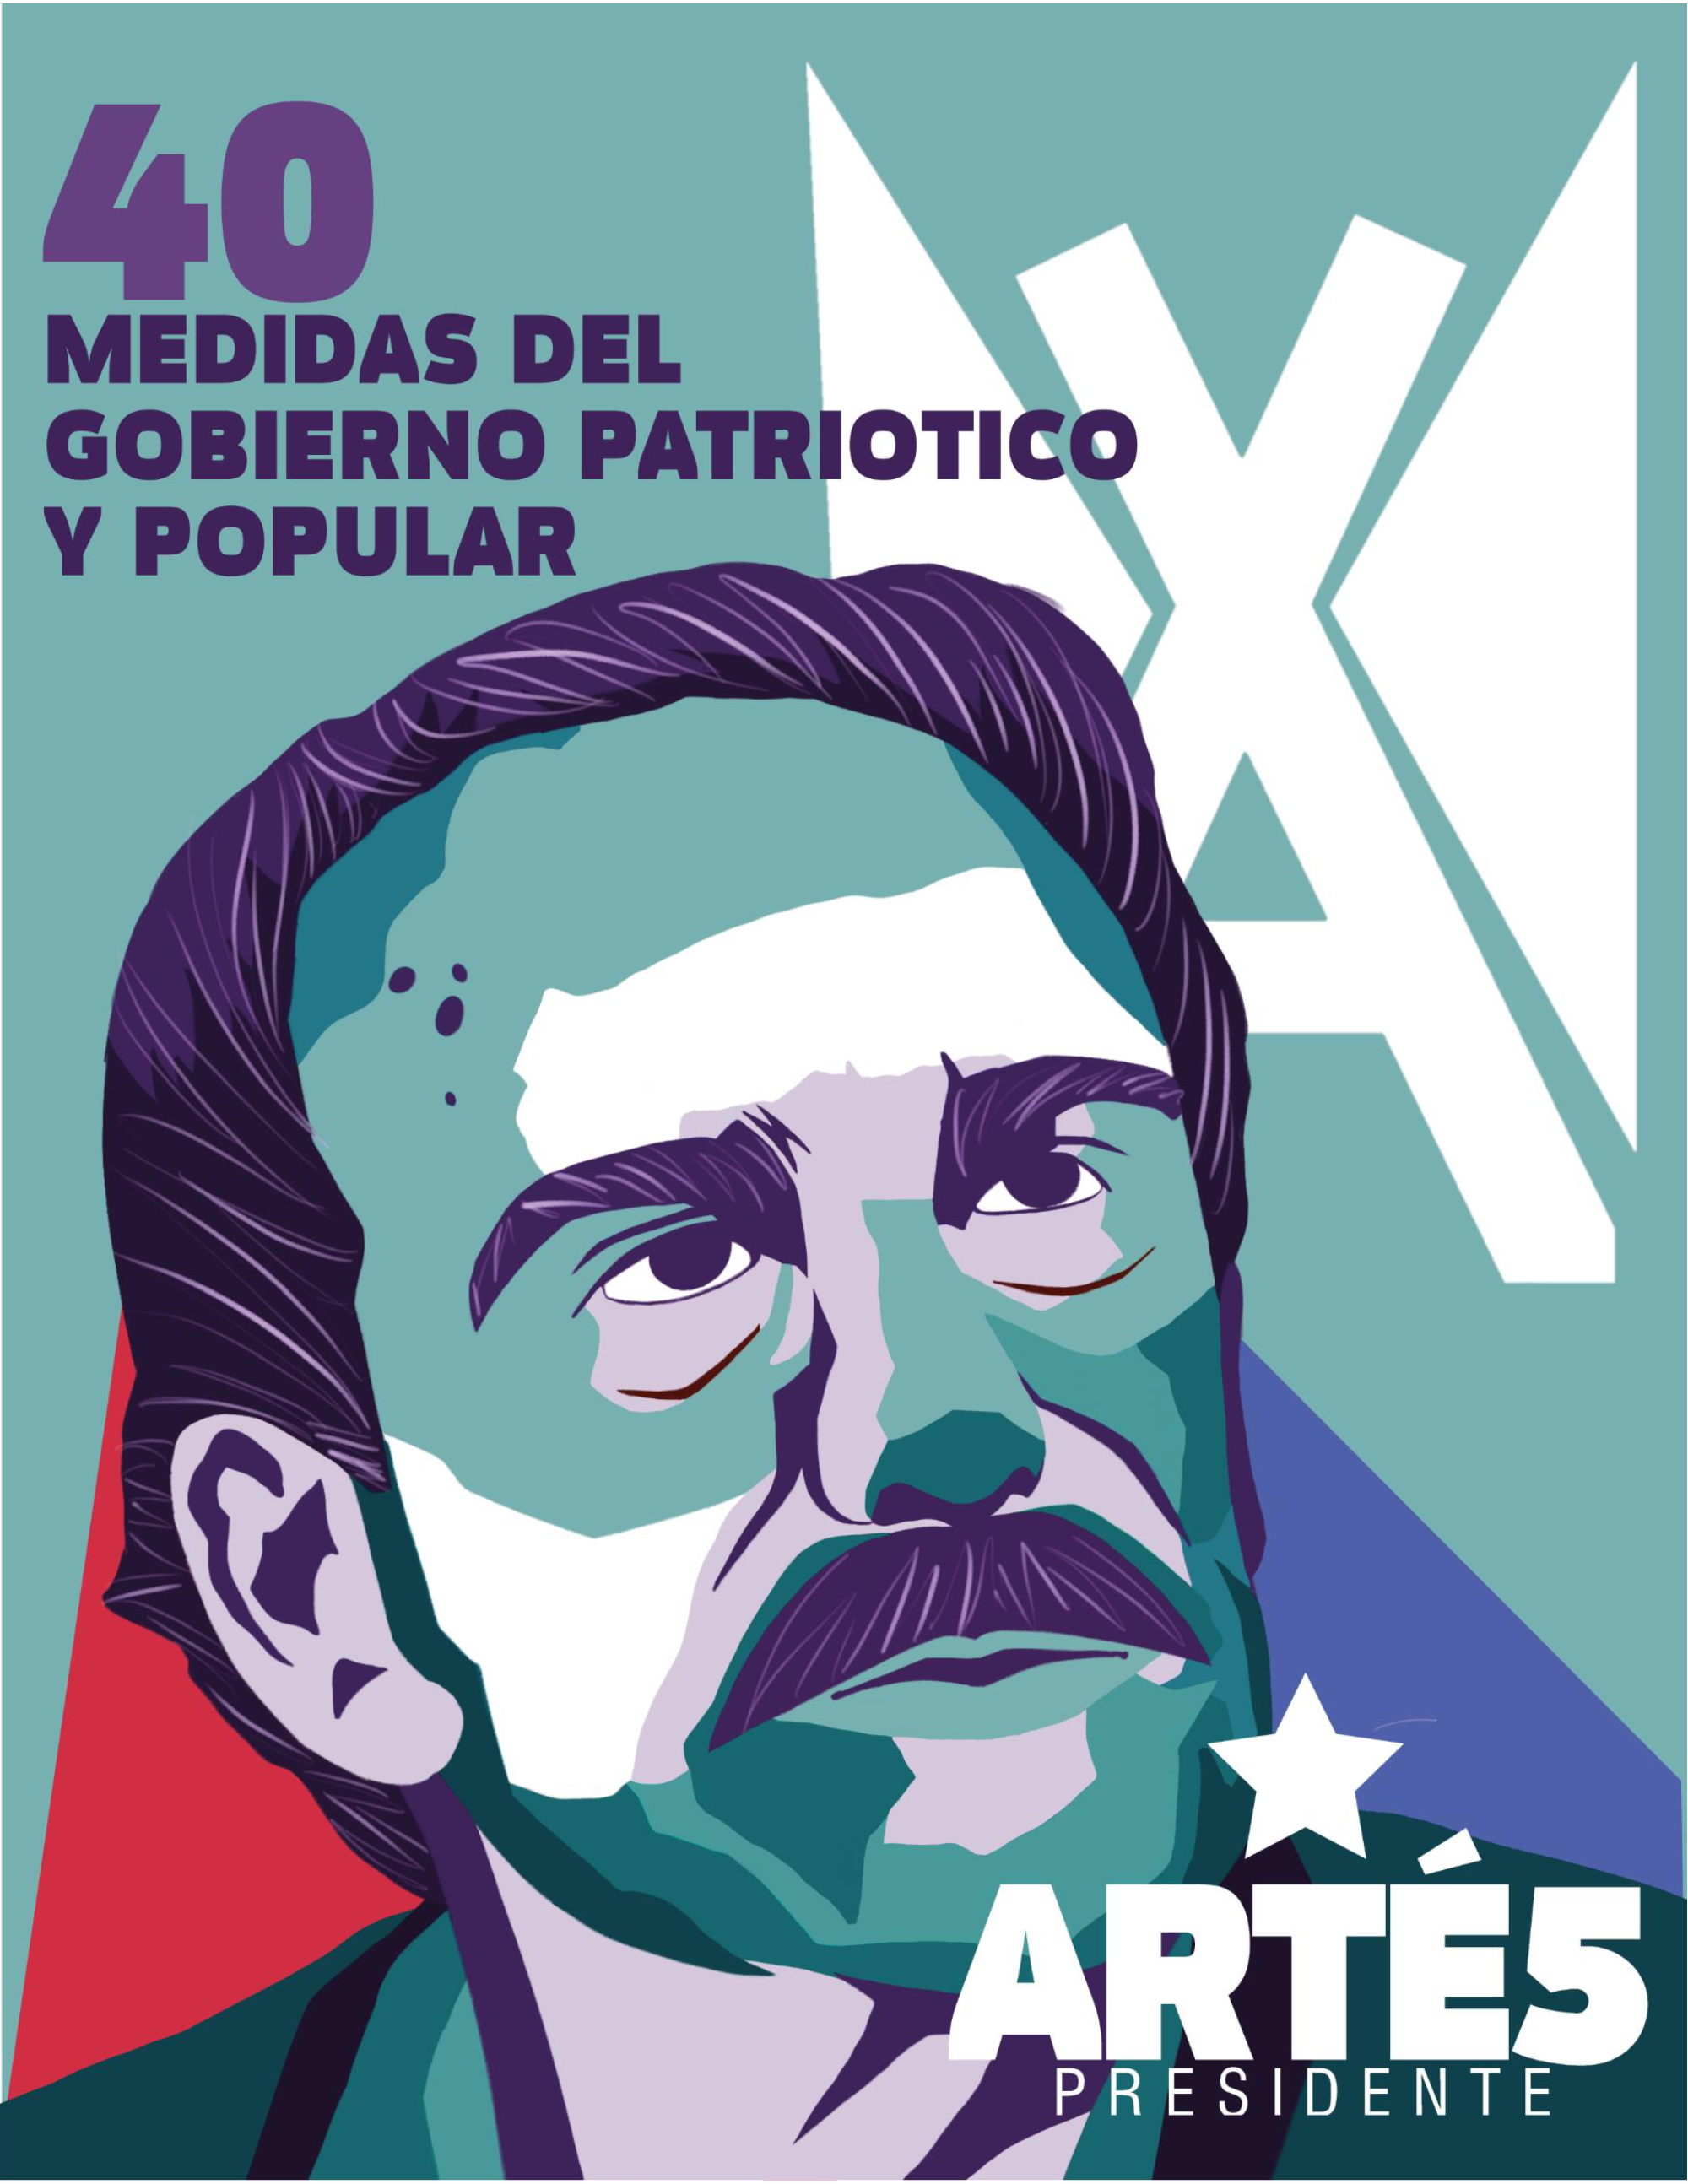 40
MEDIDAS DEL
GOBIERNO PATRIOTICO
Y POPULAR
ARTÉ5
PRESIDENTE